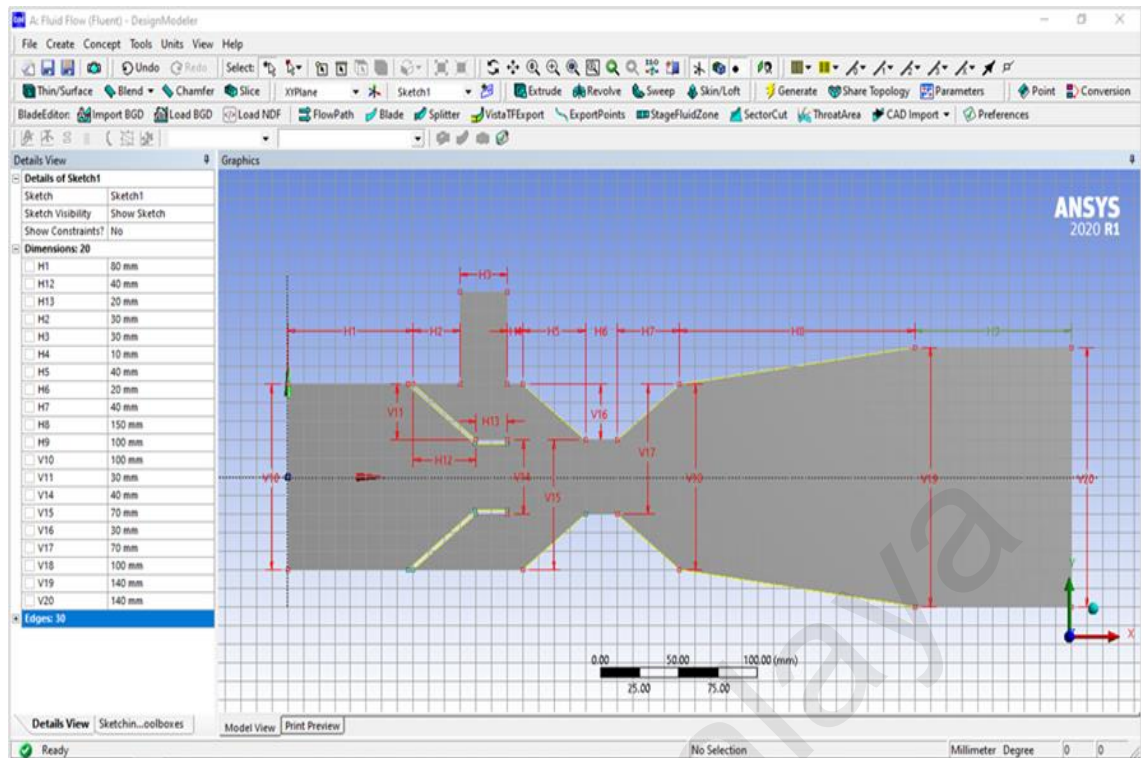 A: Fluid Flow (Fluent) - DesignModeler
File Create Concept Tools Units View Help
Undo Redo Select:
Thin/Surface Blend Chamfer Slice XYPlane Sketch1 Extrude Revolve Sweep Skin/Loft Generate Share Topology Parameters Point Conversion
BladeEditor: Import BGD Load BGD Load NDF FlowPath Blade Splitter VistaTFExport ExportPoints StageFluidZone SectorCut ThroatArea CAD Import Preferences
Details View
Details of Sketch1
Sketch Sketch1
Sketch Visibility Show Sketch
Show Constraints? No
Dimensions: 20
H1 80 mm
H12 40 mm
H13 20 mm
H2 30 mm
H3 30 mm
H4 10 mm
H5 40 mm
H6 20 mm
H7 40 mm
H8 150 mm
H9 100 mm
V10 100 mm
V11 30 mm
V14 40 mm
V15 70 mm
V16 30 mm
V17 70 mm
V18 100 mm
V19 140 mm
V20 140 mm
Edges: 30
Details View Sketchin...oolboxes
Graphics
ANSYS
2020 R1
H3
H1 H2 H5 H6 H7 H8 H9
V11 H13 V16
H12 V17
V10 V14 V15 V19 V20
Y
X
0.00 50.00 100.00 (mm)
25.00 75.00
Model View Print Preview
Ready No Selection Millimeter Degree 0 0